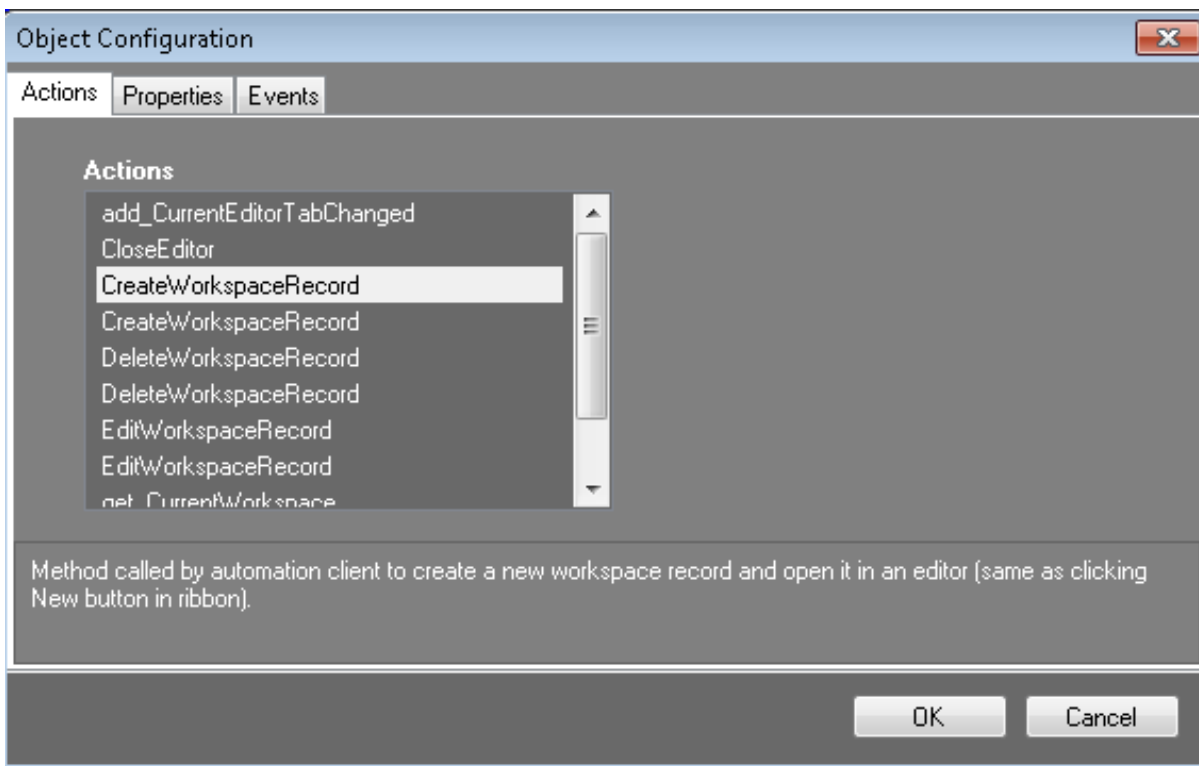 Object Configuration
Actions Properties Events
Actions
add_CurrentEditorTabChanged
CloseEditor
CreateWorkspaceRecord
CreateWorkspaceRecord
DeleteWorkspaceRecord
DeleteWorkspaceRecord
EditWorkspaceRecord
EditWorkspaceRecord
get_CurrentWorkspace
Method called by automation client to create a new workspace record and open it in an editor (same as clicking
New button in ribbon).
OK Cancel